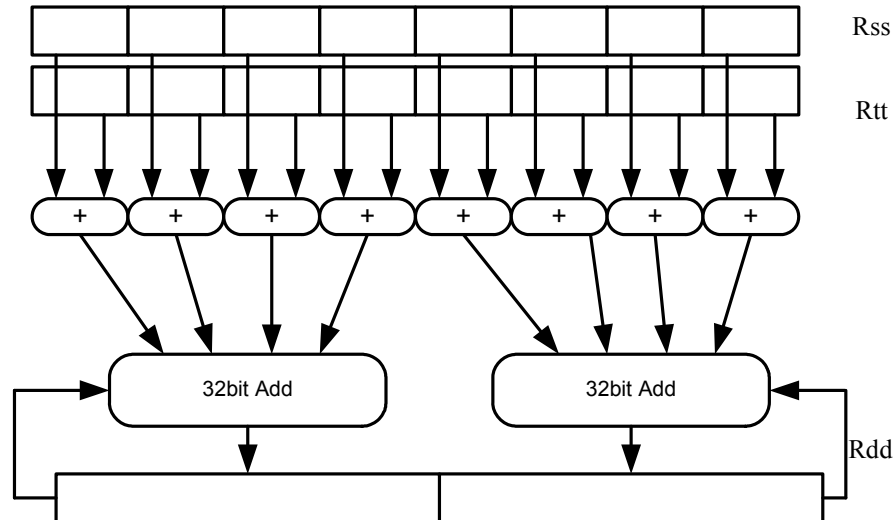 Rss
Rtt
+ + + + + + + +
32bit Add 32bit Add
Rdd